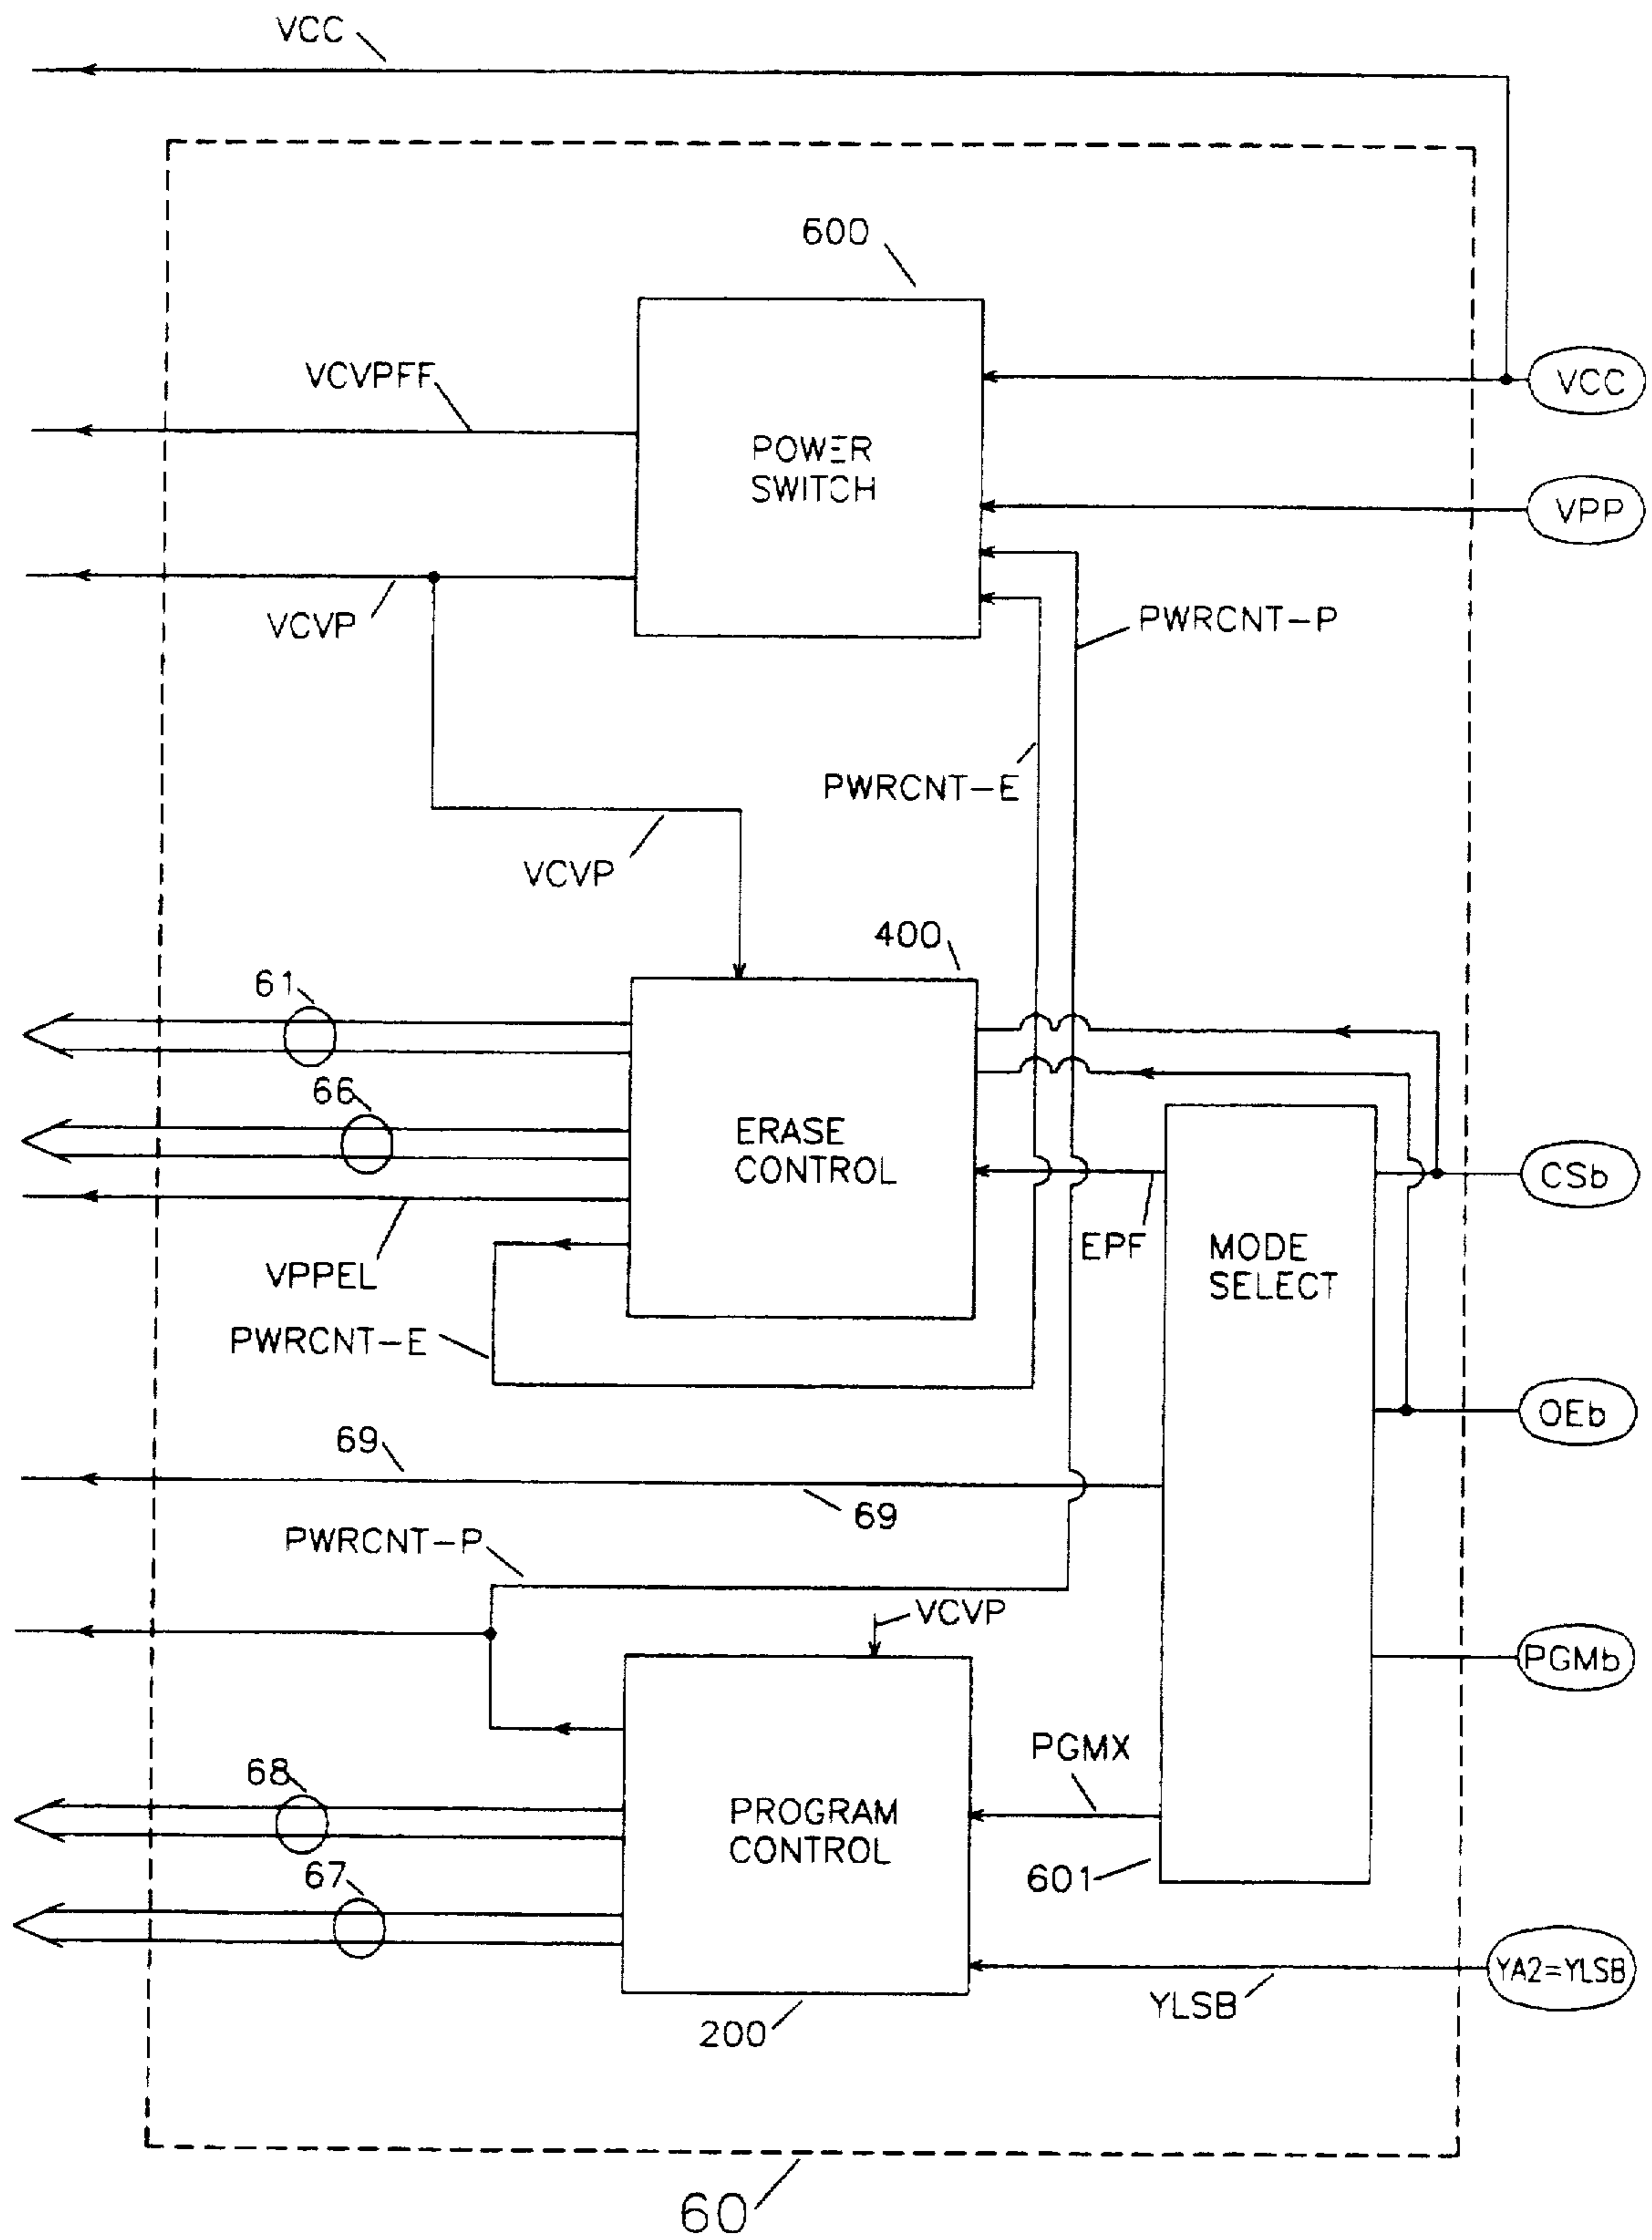 VCC
600
VCVPFF
VCC
POWER
SWITCH
VPP
VCVP
PWRCNT-P
PWRCNT-E
VCVP
400
61
66
ERASE
CONTROL
CSb
EPF
MODE
SELECT
VPPEL
PWRCNT-E
OEb
69
69
PWRCNT-P
VCVP
PGMb
PGMX
68
PROGRAM
CONTROL
67
601
YA2=YLSB
YLSB
200
60